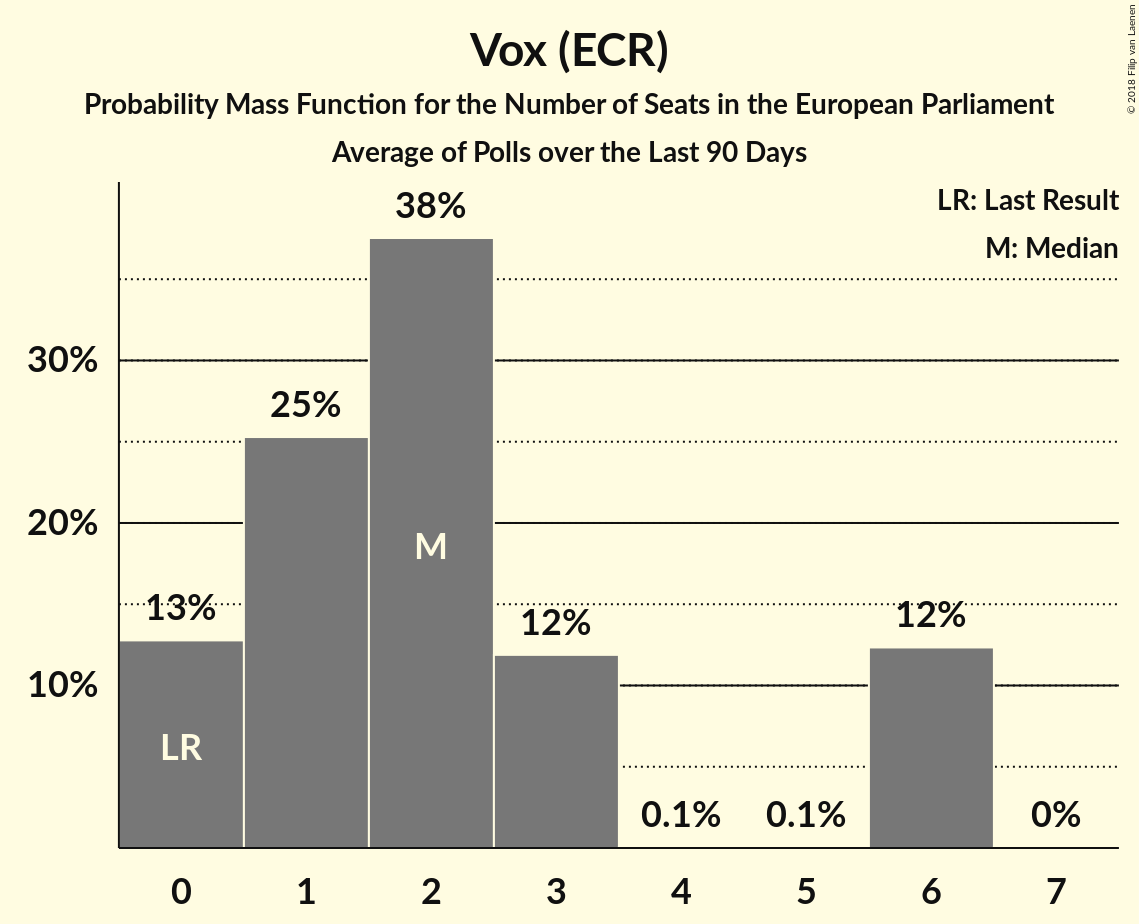 Vox (ECR)
Probability Mass Function for the Number of Seats in the European Parliament
Average of Polls over the Last 90 Days
© 2018 Filip van Laenen
LR: Last Result
M: Median
38%
30%
25%
20%
M
13%
12%
12%
10%
LR
0.1%
0.1%
0%
0 1 2 3 4 5 6 7